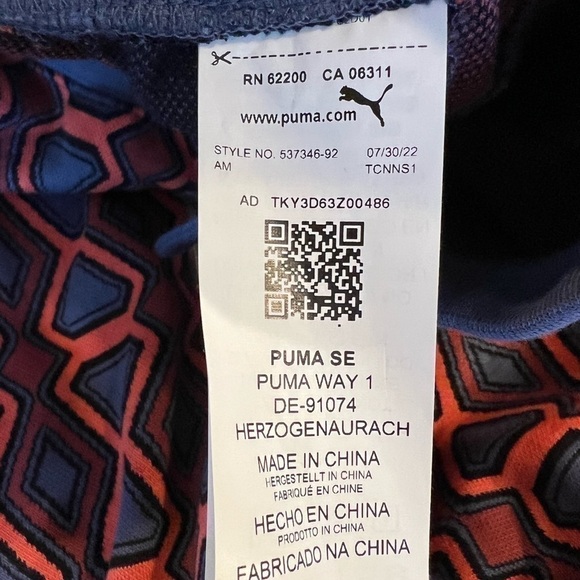 RN 62200 CA 06311
www.puma.com
STYLE NO. 537346-92 07/30/22
AM TCNNS1
AD TKY3D63Z00486
PUMA SE
PUMA WAY 1
DE-91074
HERZOGENAURACH
MADE IN CHINA
HERGESTELLT IN CHINA
FABRIQUÉ EN CHINE
HECHO EN CHINA
PRODOTTO IN CHINA
FABRICADO NA CHINA